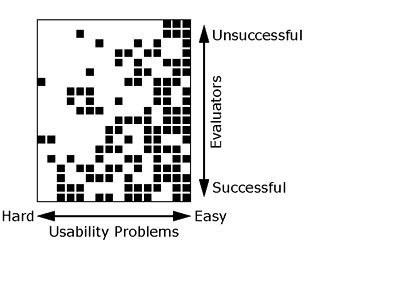 Unsuccessful
Evaluators
Successful
Hard
Easy
Usability Problems